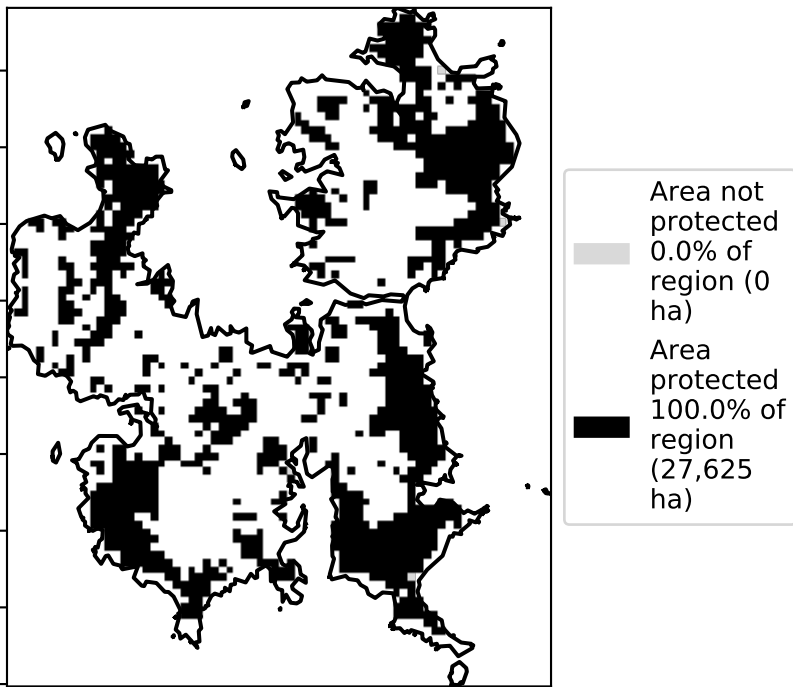 Area not
protected
0.0% of
region (0
ha)
Area
protected
100.0% of
region
(27,625
ha)